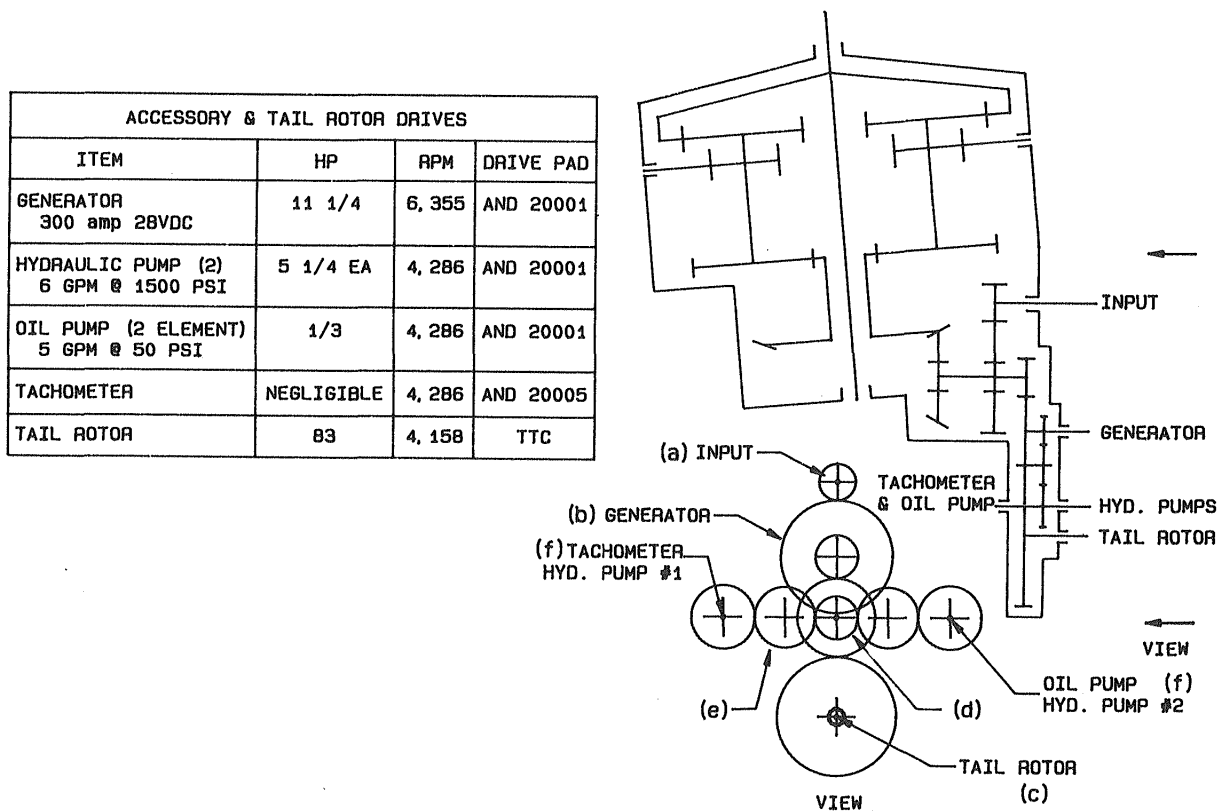 ACCESSORY & TAIL ROTOR DRIVES
ITEM HP RPM DRIVE PAD
GENERATOR 11 1/4 6,355 AND 20001
300 amp 28VDC
HYDRAULIC PUMP (2) 5 1/4 EA 4,286 AND 20001
6 GPM @ 1500 PSI
OIL PUMP (2 ELEMENT) 1/3 4,286 AND 20001
5 GPM @ 50 PSI
TACHOMETER NEGLIGIBLE 4,286 AND 20005
TAIL ROTOR 83 4,158 TTC
INPUT
GENERATOR
TACHOMETER
& OIL PUMP
HYD. PUMPS
TAIL ROTOR
VIEW
(a) INPUT
(b) GENERATOR
(f) TACHOMETER
HYD. PUMP #1
(e)
(d)
OIL PUMP (f)
HYD. PUMP #2
TAIL ROTOR
(c)
VIEW